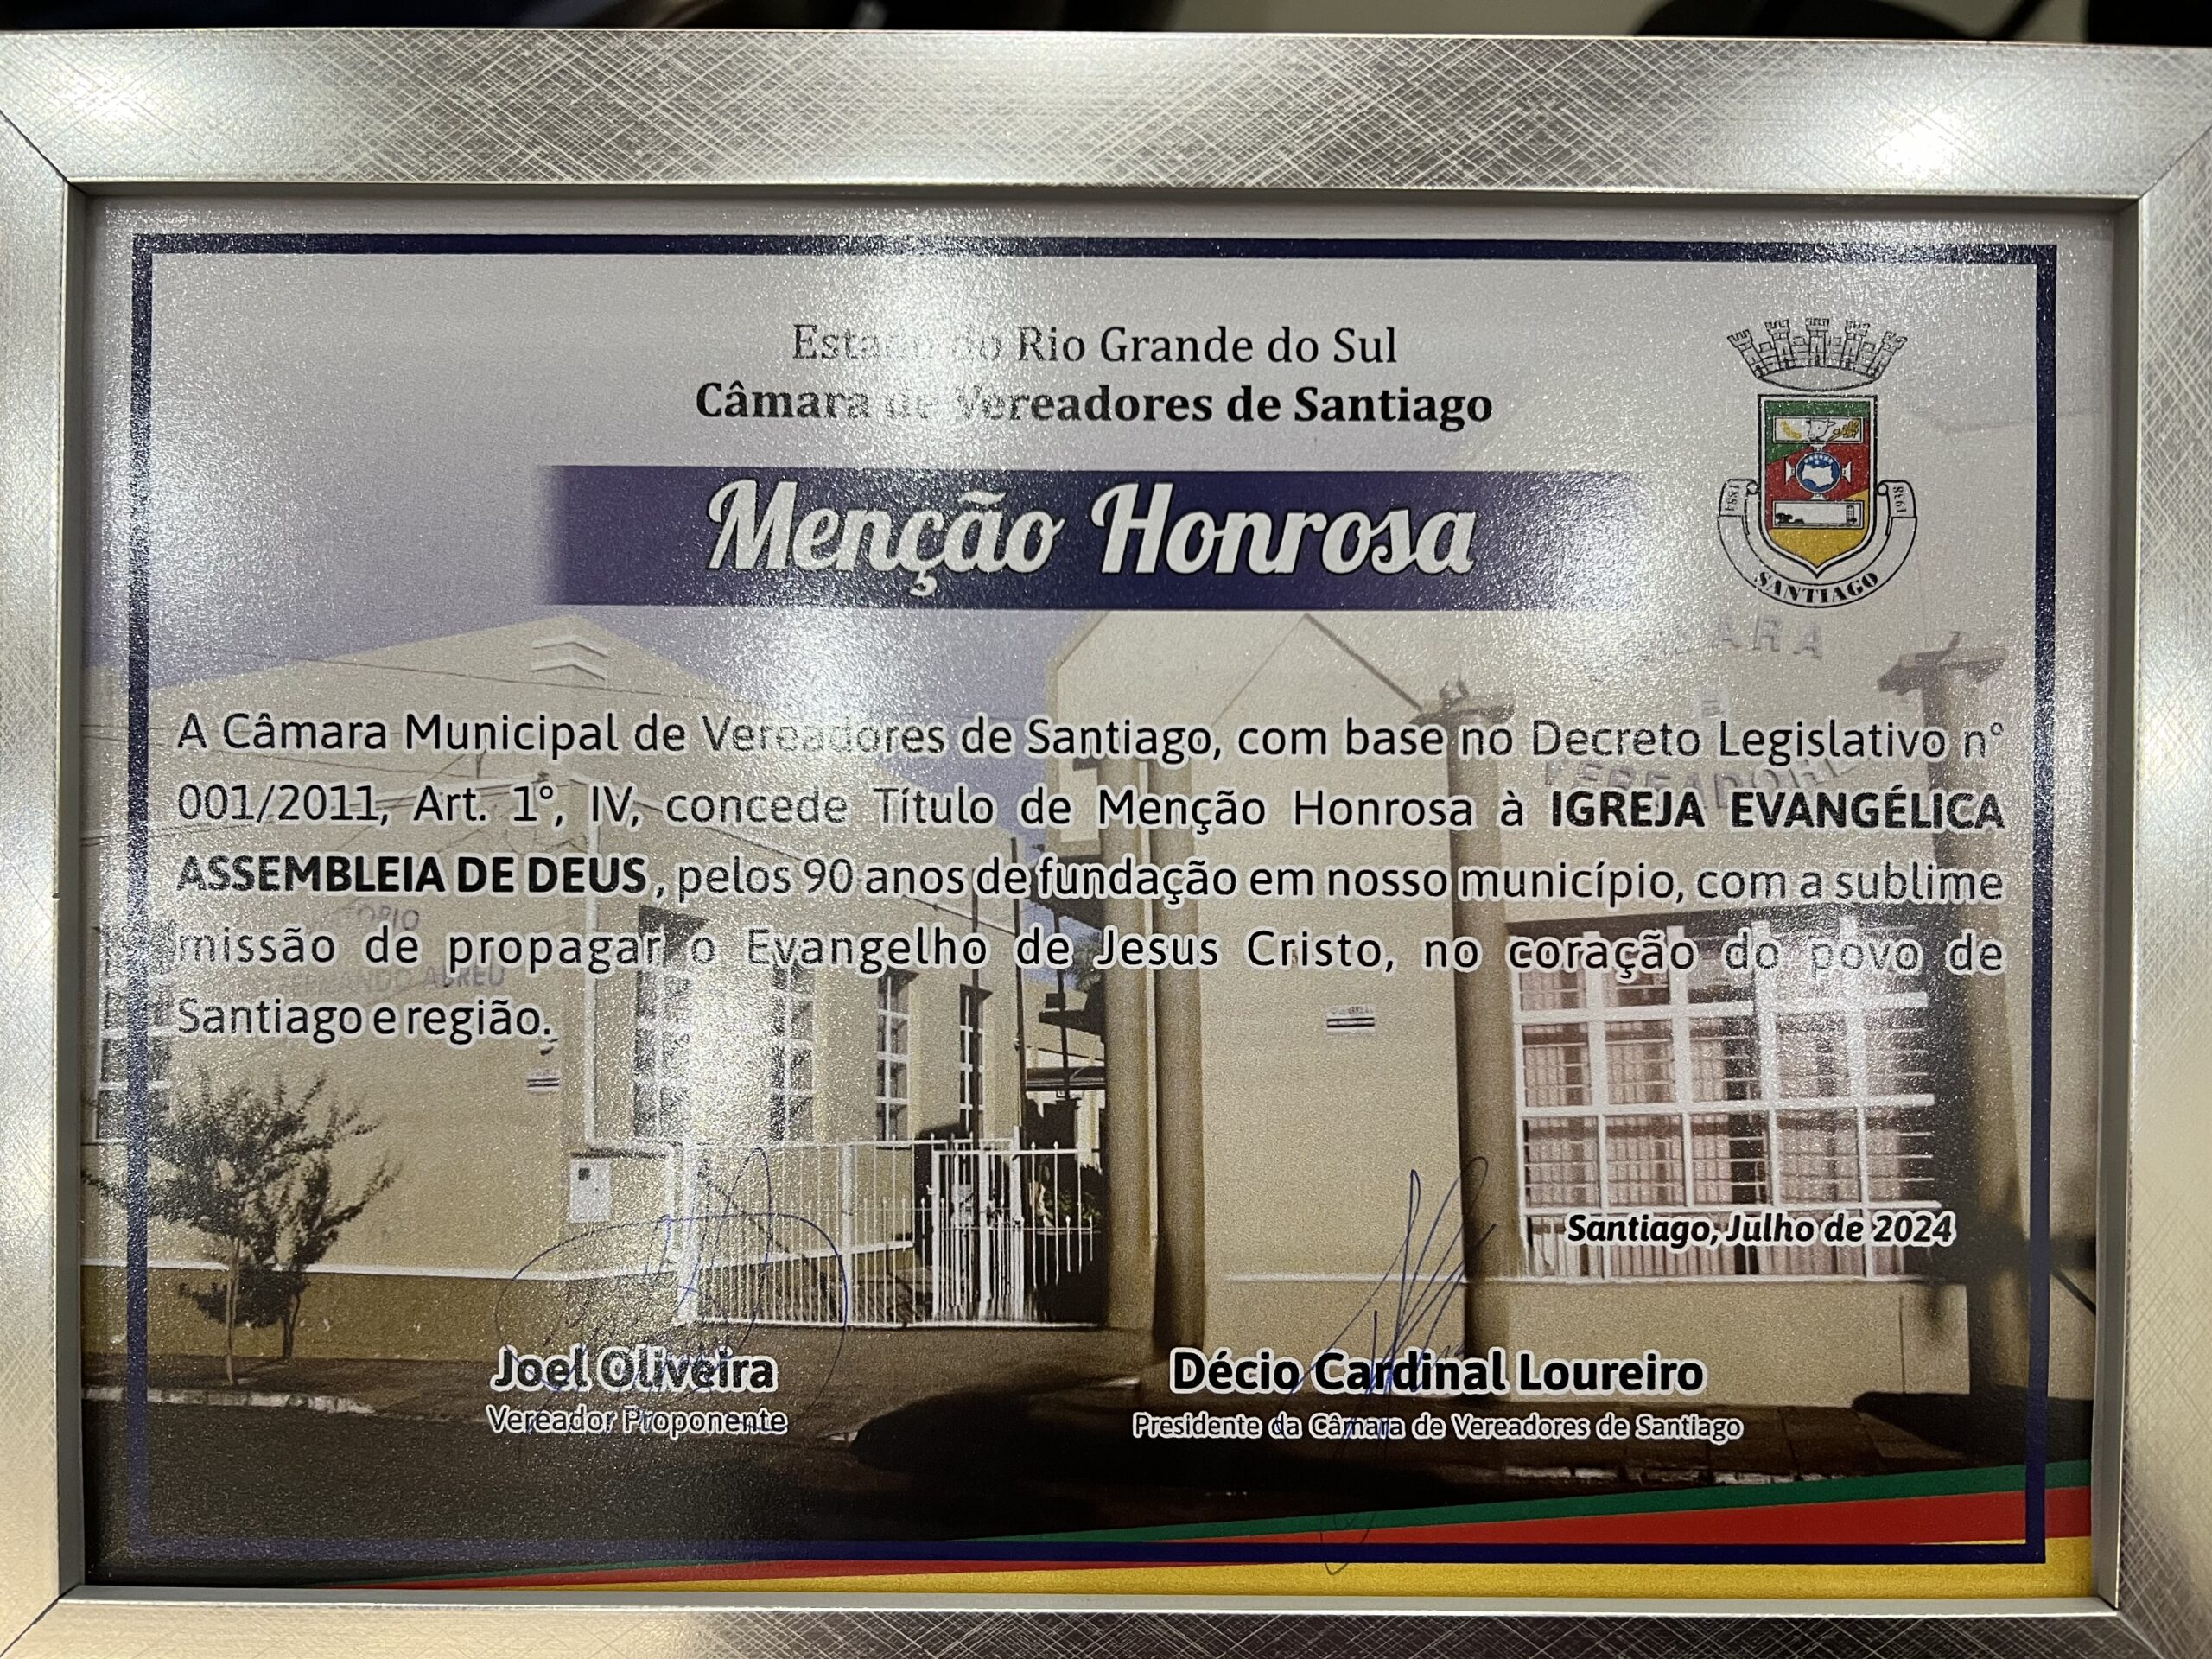 Estado do Rio Grande do Sul
Câmara de Vereadores de Santiago
Menção Honrosa
1884
1938
SANTIAGO
A Câmara Municipal de Vereadores de Santiago, com base no Decreto Legislativo n°
001/2011, Art. 1°, IV, concede Título de Menção Honrosa à IGREJA EVANGÉLICA
ASSEMBLEIA DE DEUS, pelos 90 anos de fundação em nosso município, com a sublime
missão de propagar o Evangelho de Jesus Cristo, no coração do povo de
Santiago e região.
Santiago, Julho de 2024
Joel Oliveira
Vereador Proponente
Décio Cardinal Loureiro
Presidente da Câmara de Vereadores de Santiago